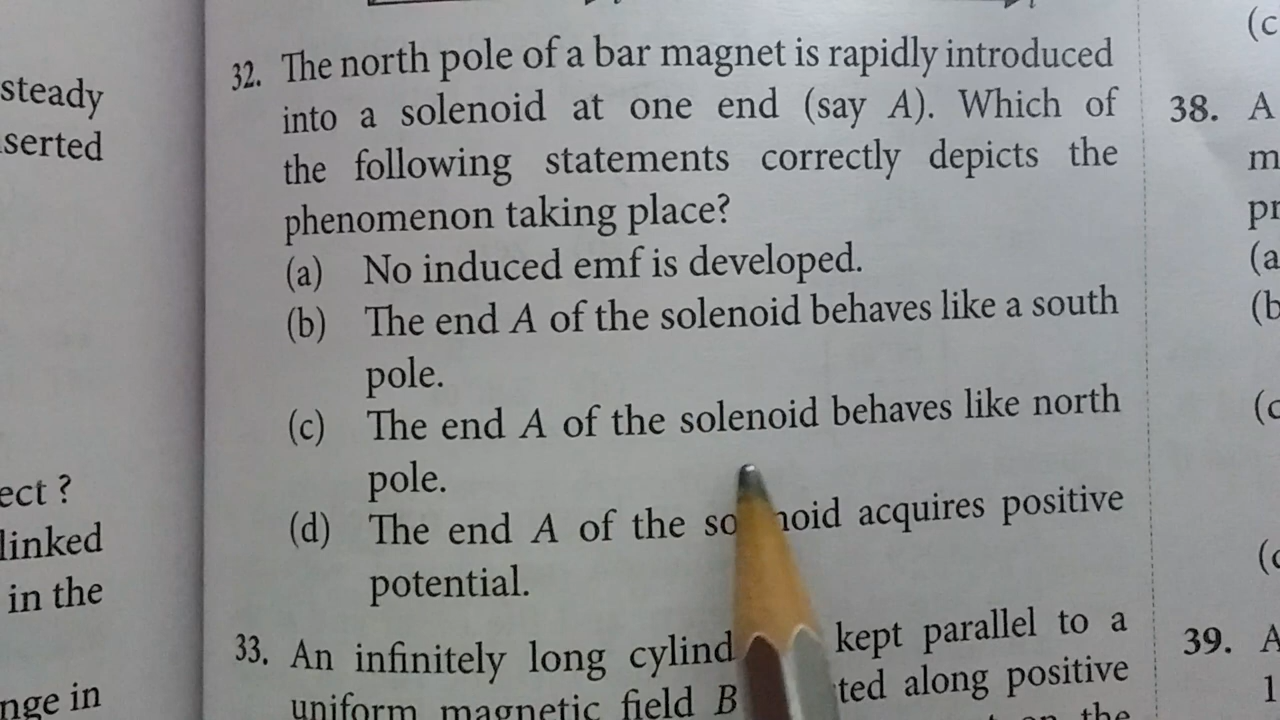 steady
serted
ect ?
linked
in the
nge in
32. The north pole of a bar magnet is rapidly introduced
into a solenoid at one end (say A). Which of
the following statements correctly depicts the
phenomenon taking place?
(a) No induced emf is developed.
(b) The end A of the solenoid behaves like a south
pole.
(c) The end A of the solenoid behaves like north
pole.
(d) The end A of the so noid acquires positive
potential.
33. An infinitely long cylind kept parallel to a
uniform magnetic field B ted along positive
the
(c
38. A
m
pr
(a
(b
(c
39. A
1